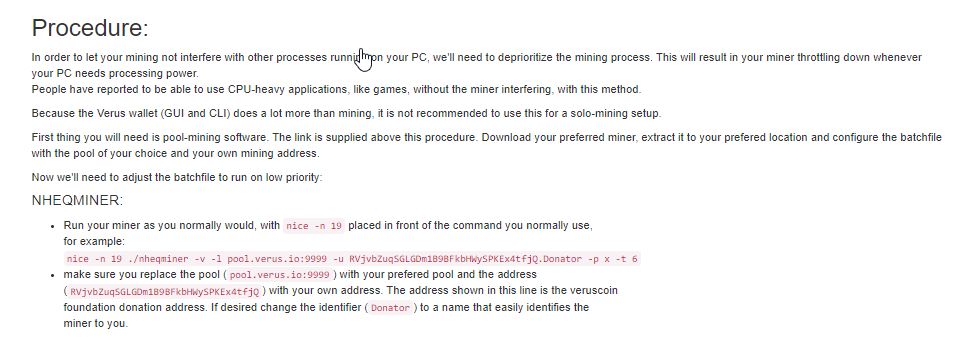 Procedure:
In order to let your mining not interfere with other processes running on your PC, we'll need to deprioritize the mining process. This will result in your miner throttling down whenever
your PC needs processing power.
People have reported to be able to use CPU-heavy applications, like games, without the miner interfering, with this method.
Because the Verus wallet (GUI and CLI) does a lot more than mining, it is not recommended to use this for a solo-mining setup.
First thing you will need is pool-mining software. The link is supplied above this procedure. Download your preferred miner, extract it to your prefered location and configure the batchfile
with the pool of your choice and your own mining address.
Now we'll need to adjust the batchfile to run on low priority:
NHEQMINER:
• Run your miner as you normally would, with nice -n 19 placed in front of the command you normally use,
for example:
nice -n 19 ./nheqminer -v -l pool.verus.io:9999 -u RVjvbZuqSGLGDm1B9BFkbHWySPKEx4tfjQ.Donator -p x -t 6
• make sure you replace the pool ( pool.verus.io:9999 ) with your prefered pool and the address
( RVjvbZuqSGLGDm1B9BFkbHWySPKEx4tfjQ ) with your own address. The address shown in this line is the veruscoin
foundation donation address. If desired change the identifier ( Donator ) to a name that easily identifies the
miner to you.